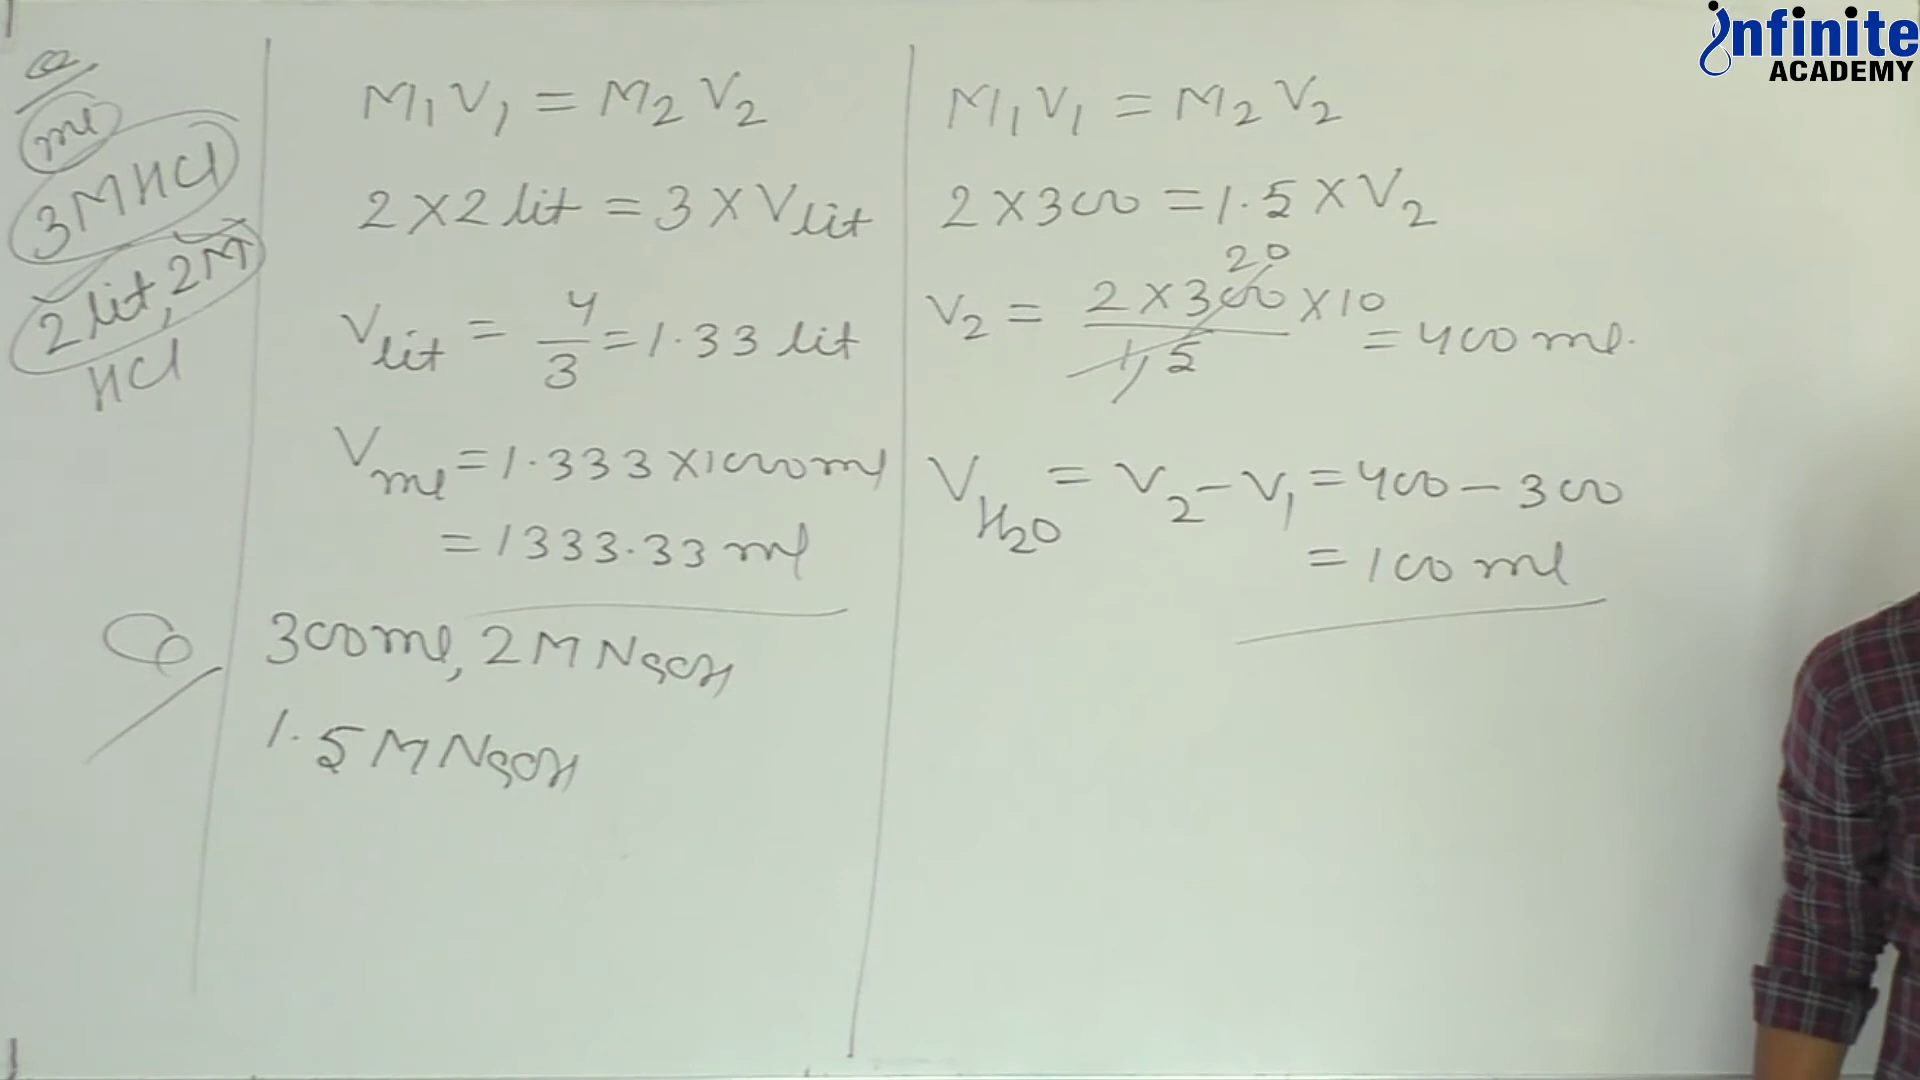 infinite
ACADEMY
Q
ml
3M HCl
2 lit, 2M
HCl
M₁V₁ = M₂V₂
2 × 2 lit = 3 × V lit
V lit = 4/3 = 1.33 lit
V ml = 1.333 × 1000 ml
= 1333.33 ml
Q 300 ml, 2 M NaOH
1.5 M NaOH
M₁V₁ = M₂V₂
2 × 300 = 1.5 × V₂
20
V₂ = 2 × 300 × 10 / 1,5 = 400 ml.
V H₂O = V₂ - V₁ = 400 - 300
= 100 ml